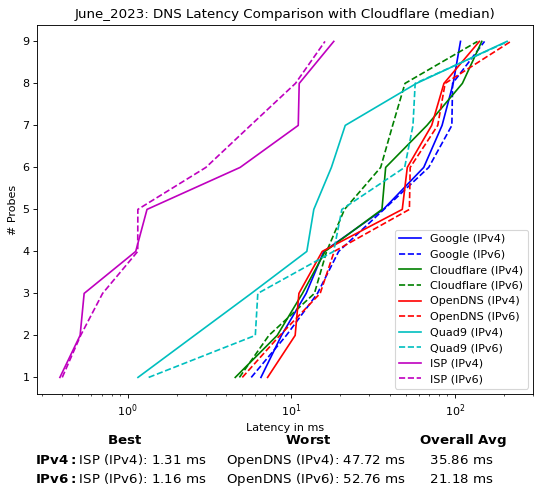 June_2023: DNS Latency Comparison with Cloudflare (median)
# Probes
9
8
7
6
5
4
3
2
1
Google (IPv4)
Google (IPv6)
Cloudflare (IPv4)
Cloudflare (IPv6)
OpenDNS (IPv4)
OpenDNS (IPv6)
Quad9 (IPv4)
Quad9 (IPv6)
ISP (IPv4)
ISP (IPv6)
10⁰ 10¹ 10²
Latency in ms
Best Worst Overall Avg
IPv4: ISP (IPv4): 1.31 ms OpenDNS (IPv4): 47.72 ms 35.86 ms
IPv6: ISP (IPv6): 1.16 ms OpenDNS (IPv6): 52.76 ms 21.18 ms